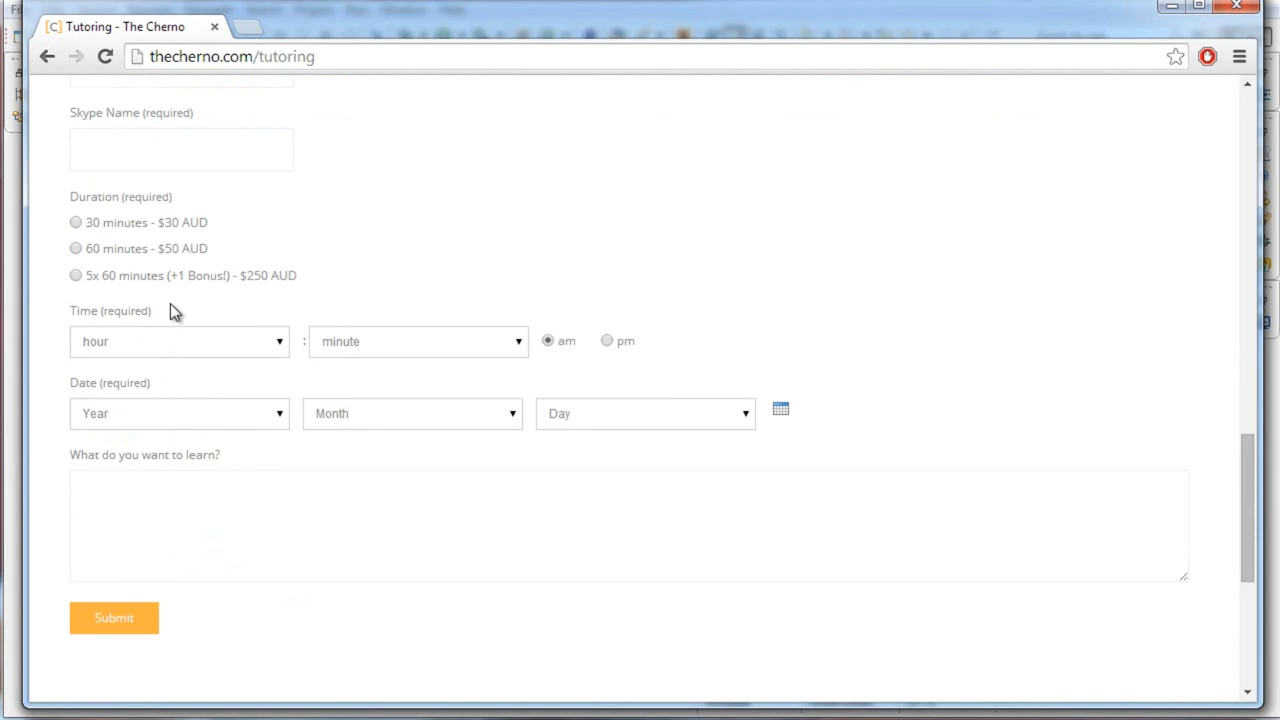 [C] Tutoring - The Cherno
thecherno.com/tutoring
Skype Name (required)
Duration (required)
30 minutes - $30 AUD
60 minutes - $50 AUD
5x 60 minutes (+1 Bonus!) - $250 AUD
Time (required)
hour : minute am pm
Date (required)
Year Month Day
What do you want to learn?
Submit